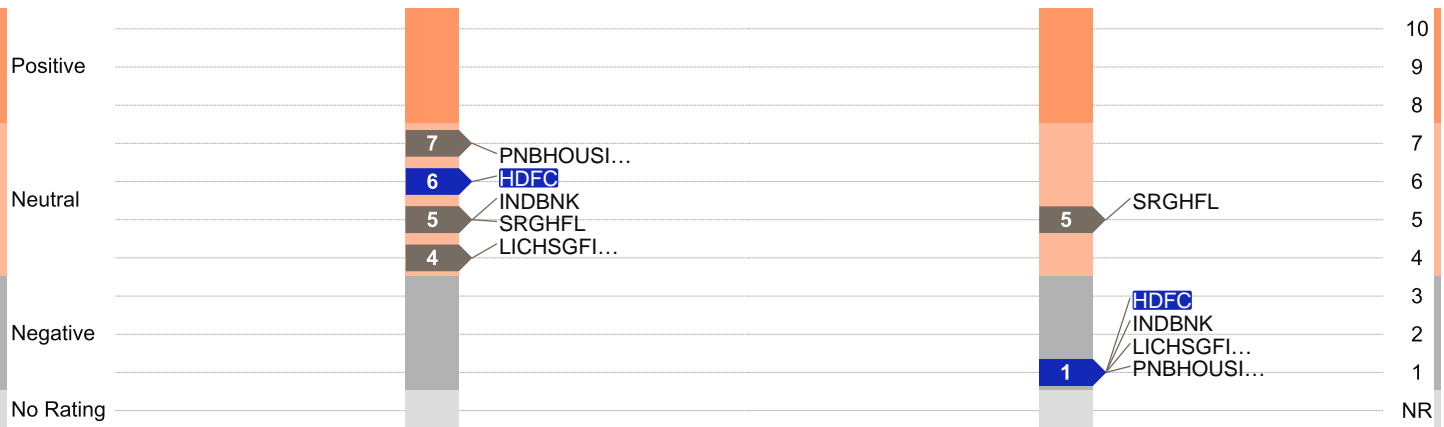 10
Positive
9
8
7
7
PNBHOUSI...
6
HDFC
6
Neutral
INDBNK
SRGHFL
5
SRGHFL
5
5
LICHSGFI...
4
4
3
HDFC
Negative
INDBNK
2
LICHSGFI...
1
PNBHOUSI...
1
No Rating
NR